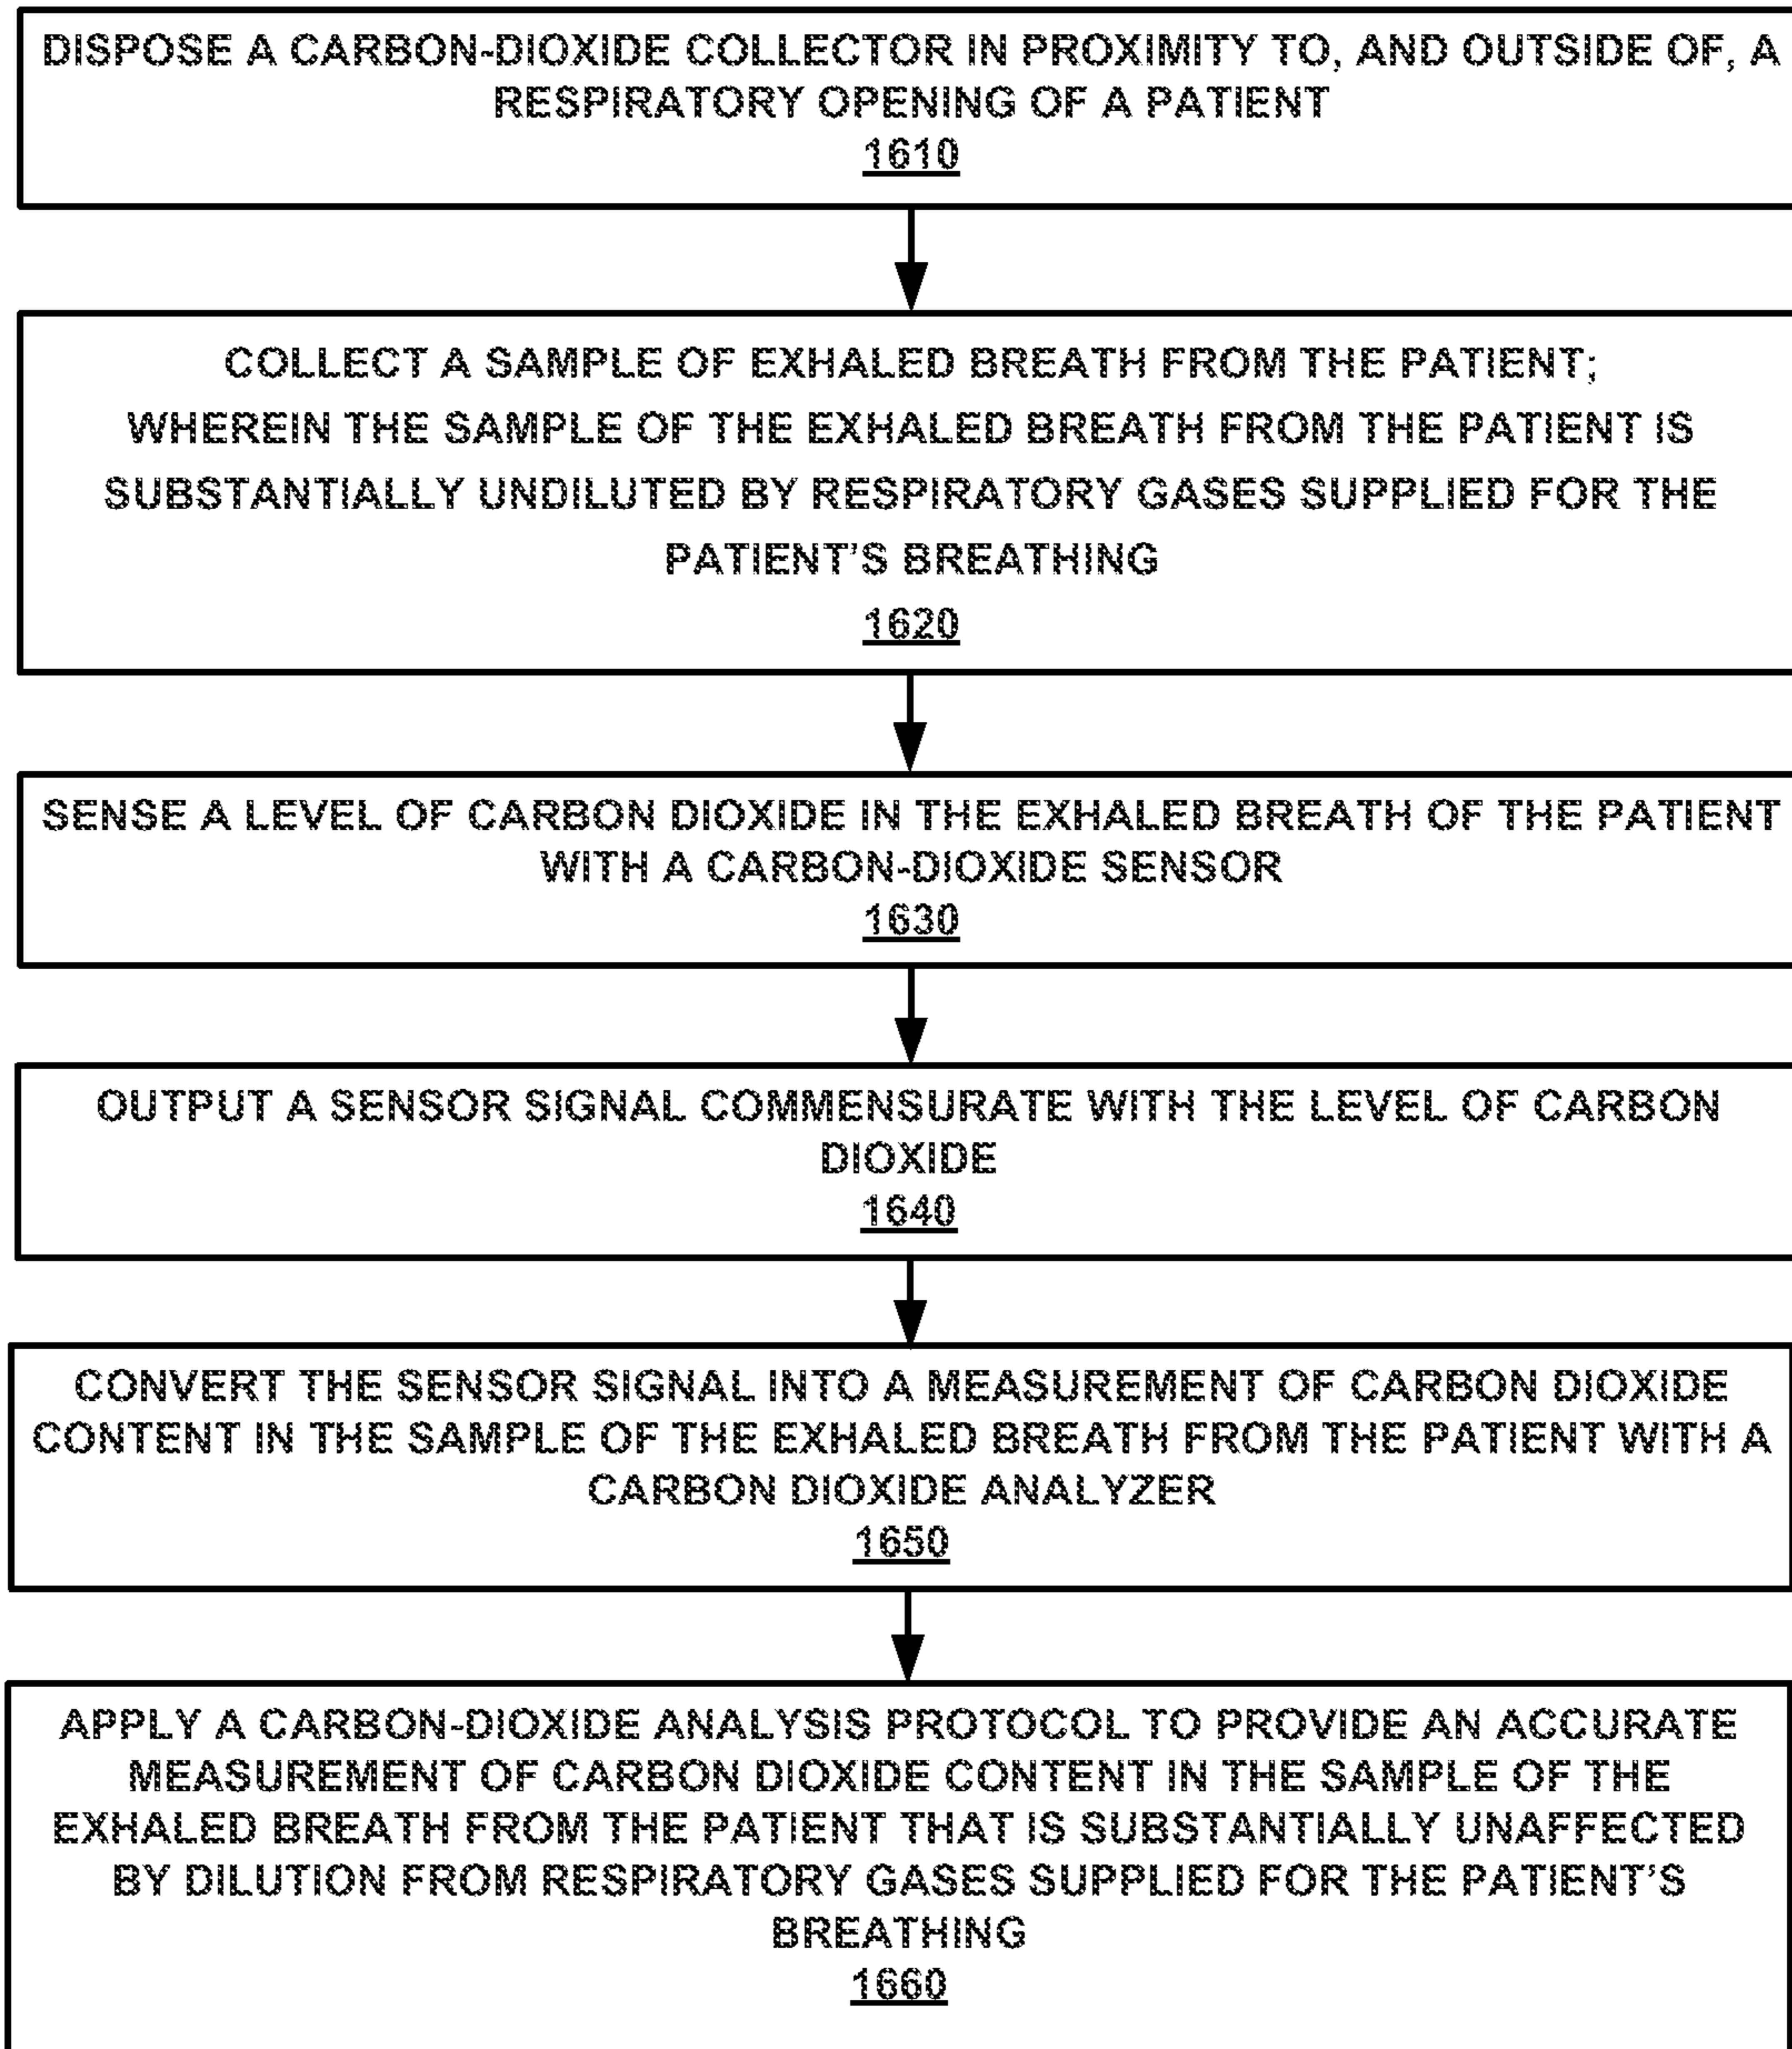 DISPOSE A CARBON-DIOXIDE COLLECTOR IN PROXIMITY TO, AND OUTSIDE OF, A
RESPIRATORY OPENING OF A PATIENT
1610
COLLECT A SAMPLE OF EXHALED BREATH FROM THE PATIENT;
WHEREIN THE SAMPLE OF THE EXHALED BREATH FROM THE PATIENT IS
SUBSTANTIALLY UNDILUTED BY RESPIRATORY GASES SUPPLIED FOR THE
PATIENT'S BREATHING
1620
SENSE A LEVEL OF CARBON DIOXIDE IN THE EXHALED BREATH OF THE PATIENT
WITH A CARBON-DIOXIDE SENSOR
1630
OUTPUT A SENSOR SIGNAL COMMENSURATE WITH THE LEVEL OF CARBON
DIOXIDE
1640
CONVERT THE SENSOR SIGNAL INTO A MEASUREMENT OF CARBON DIOXIDE
CONTENT IN THE SAMPLE OF THE EXHALED BREATH FROM THE PATIENT WITH A
CARBON DIOXIDE ANALYZER
1650
APPLY A CARBON-DIOXIDE ANALYSIS PROTOCOL TO PROVIDE AN ACCURATE
MEASUREMENT OF CARBON DIOXIDE CONTENT IN THE SAMPLE OF THE
EXHALED BREATH FROM THE PATIENT THAT IS SUBSTANTIALLY UNAFFECTED
BY DILUTION FROM RESPIRATORY GASES SUPPLIED FOR THE PATIENT'S
BREATHING
1660